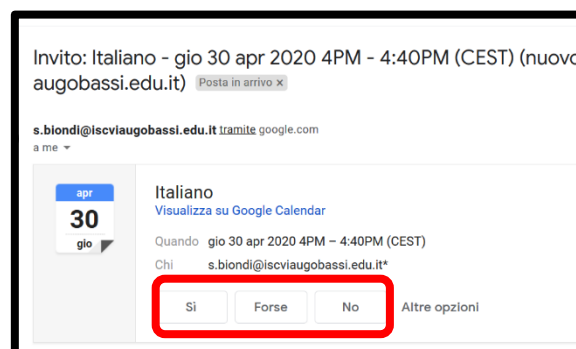 Invito: Italiano - gio 30 apr 2020 4PM - 4:40PM (CEST) (nuovo
augobassi.edu.it) Posta in arrivo x
s.biondi@iscviaugobassi.edu.it tramite google.com
a me
apr
30
gio
Italiano
Visualizza su Google Calendar
Quando gio 30 apr 2020 4PM – 4:40PM (CEST)
Chi s.biondi@iscviaugobassi.edu.it*
Sì Forse No Altre opzioni